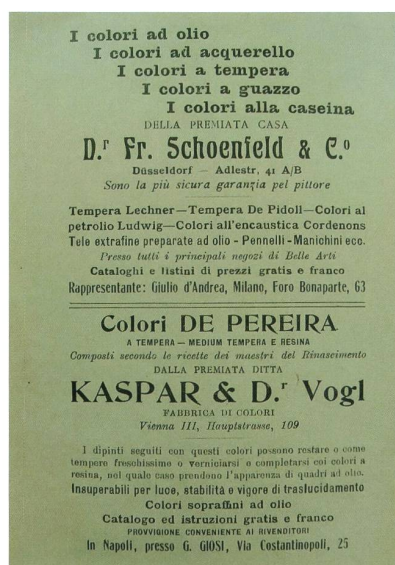 I colori ad olio
I colori ad acquerello
I colori a tempera
I colori a guazzo
I colori alla caseina
DELLA PREMIATA CASA
D.r Fr. Schoenfeld & C.o
Düsseldorf — Adlestr. 41 A/B
Sono la più sicura garanzia pel pittore
Tempera Lechner—Tempera De Pidoll—Colori al
petrolio Ludwig—Colori all'encaustica Cordenons
Tele extrafine preparate ad olio - Pennelli - Manichini ecc.
Presso tutti i principali negozi di Belle Arti
Cataloghi e listini di prezzi gratis e franco
Rappresentante: Giulio d'Andrea, Milano, Foro Bonaparte, 63
Colori DE PEREIRA
A TEMPERA — MEDIUM TEMPERA E RESINA
Composti secondo le ricette dei maestri del Rinascimento
DALLA PREMIATA DITTA
KASPAR & D.r Vogl
FABBRICA DI COLORI
Vienna III, Hauptstrasse, 109
I dipinti seguiti con questi colori possono restare o come
tempere freschissime o verniciarsi o completarsi coi colori a
resina, nel quale caso prendono l'apparenza di quadri ad olio.
Insuperabili per luce, stabilità e vigore di traslucidamento
Colori sopraffini ad olio
Catalogo ed istruzioni gratis e franco
PROVVIGIONE CONVENIENTE AI RIVENDITORI
In Napoli, presso G. GIOSI, Via Costantinopoli, 25